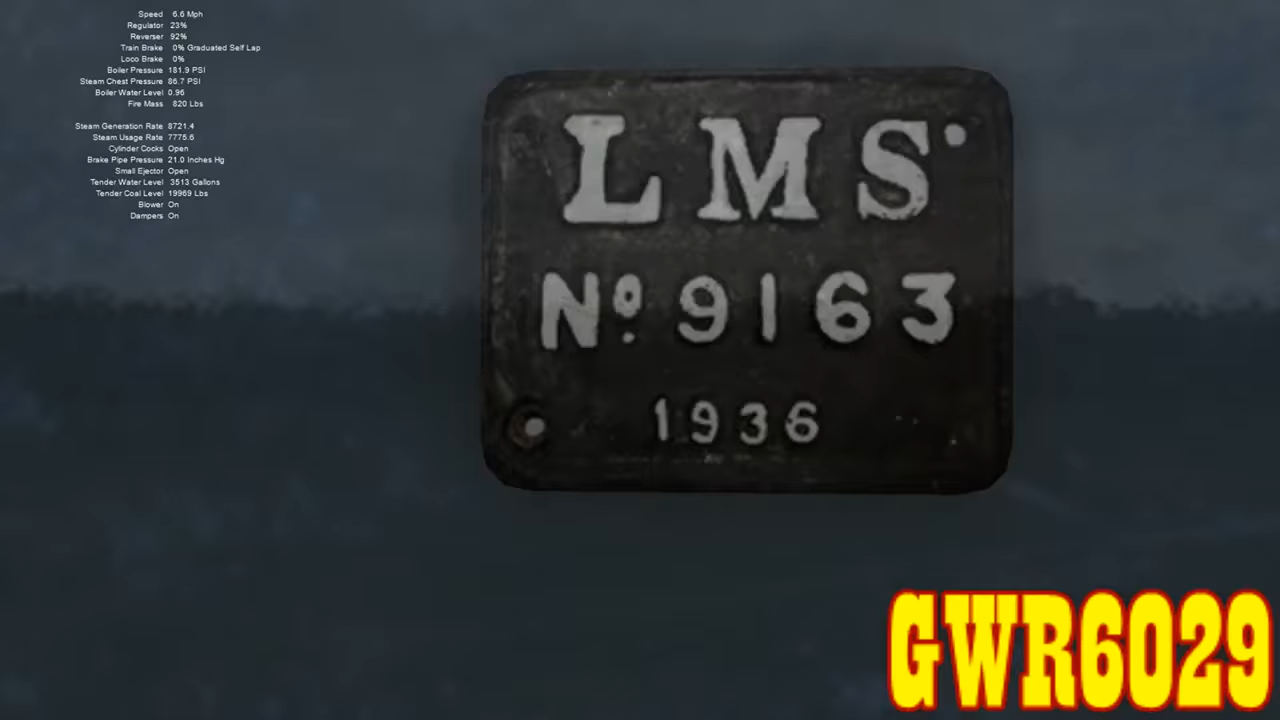 Speed 6.6 Mph
Regulator 23%
Reverser 92%
Train Brake 0% Graduated Self Lap
Loco Brake 0%
Boiler Pressure 181.9 PSI
Steam Chest Pressure 86.7 PSI
Boiler Water Level 0.96
Fire Mass 820 Lbs
Steam Generation Rate 8721.4
Steam Usage Rate 7775.6
Cylinder Cocks Open
Brake Pipe Pressure 21.0 Inches Hg
Small Ejector Open
Tender Water Level 3513 Gallons
Tender Coal Level 19969 Lbs
Blower On
Dampers On
L M S
Nº 9163
1936
GWR6029